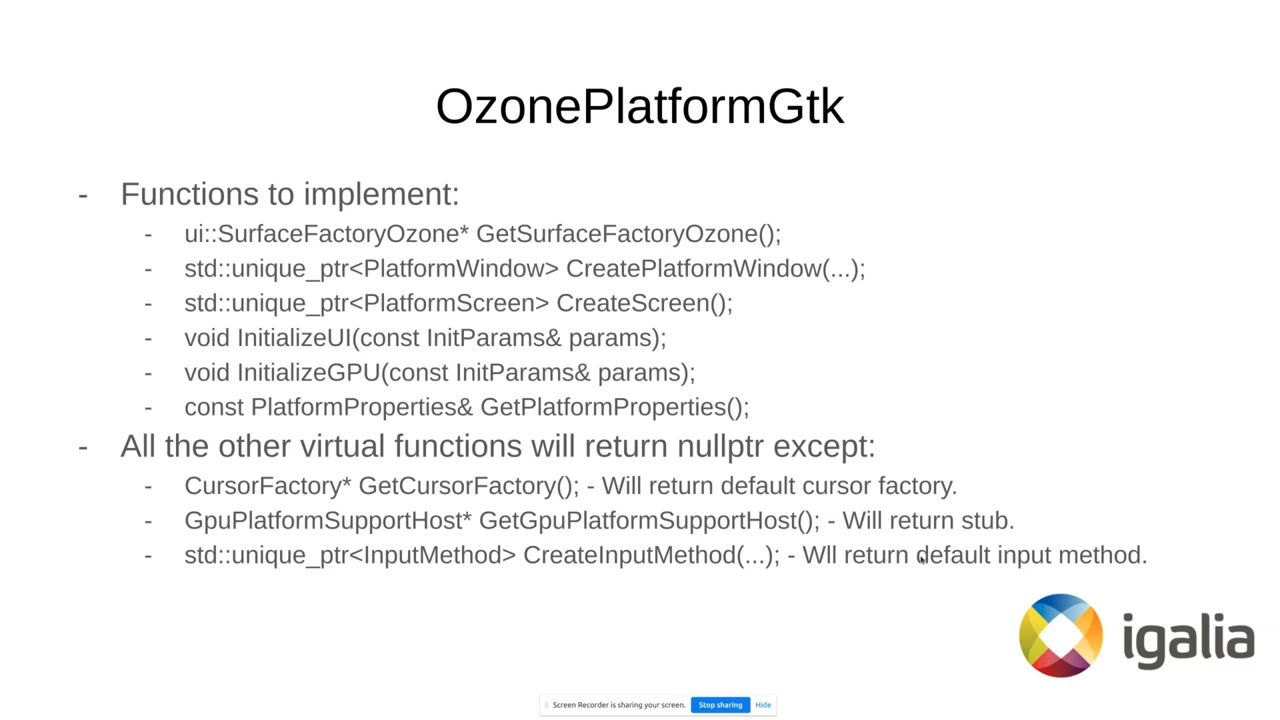 OzonePlatformGtk
- Functions to implement:
- ui::SurfaceFactoryOzone* GetSurfaceFactoryOzone();
- std::unique_ptr<PlatformWindow> CreatePlatformWindow(...);
- std::unique_ptr<PlatformScreen> CreateScreen();
- void InitializeUI(const InitParams& params);
- void InitializeGPU(const InitParams& params);
- const PlatformProperties& GetPlatformProperties();
- All the other virtual functions will return nullptr except:
- CursorFactory* GetCursorFactory(); - Will return default cursor factory.
- GpuPlatformSupportHost* GetGpuPlatformSupportHost(); - Will return stub.
- std::unique_ptr<InputMethod> CreateInputMethod(...); - Wll return default input method.
igalia
Screen Recorder is sharing your screen. Stop sharing Hide